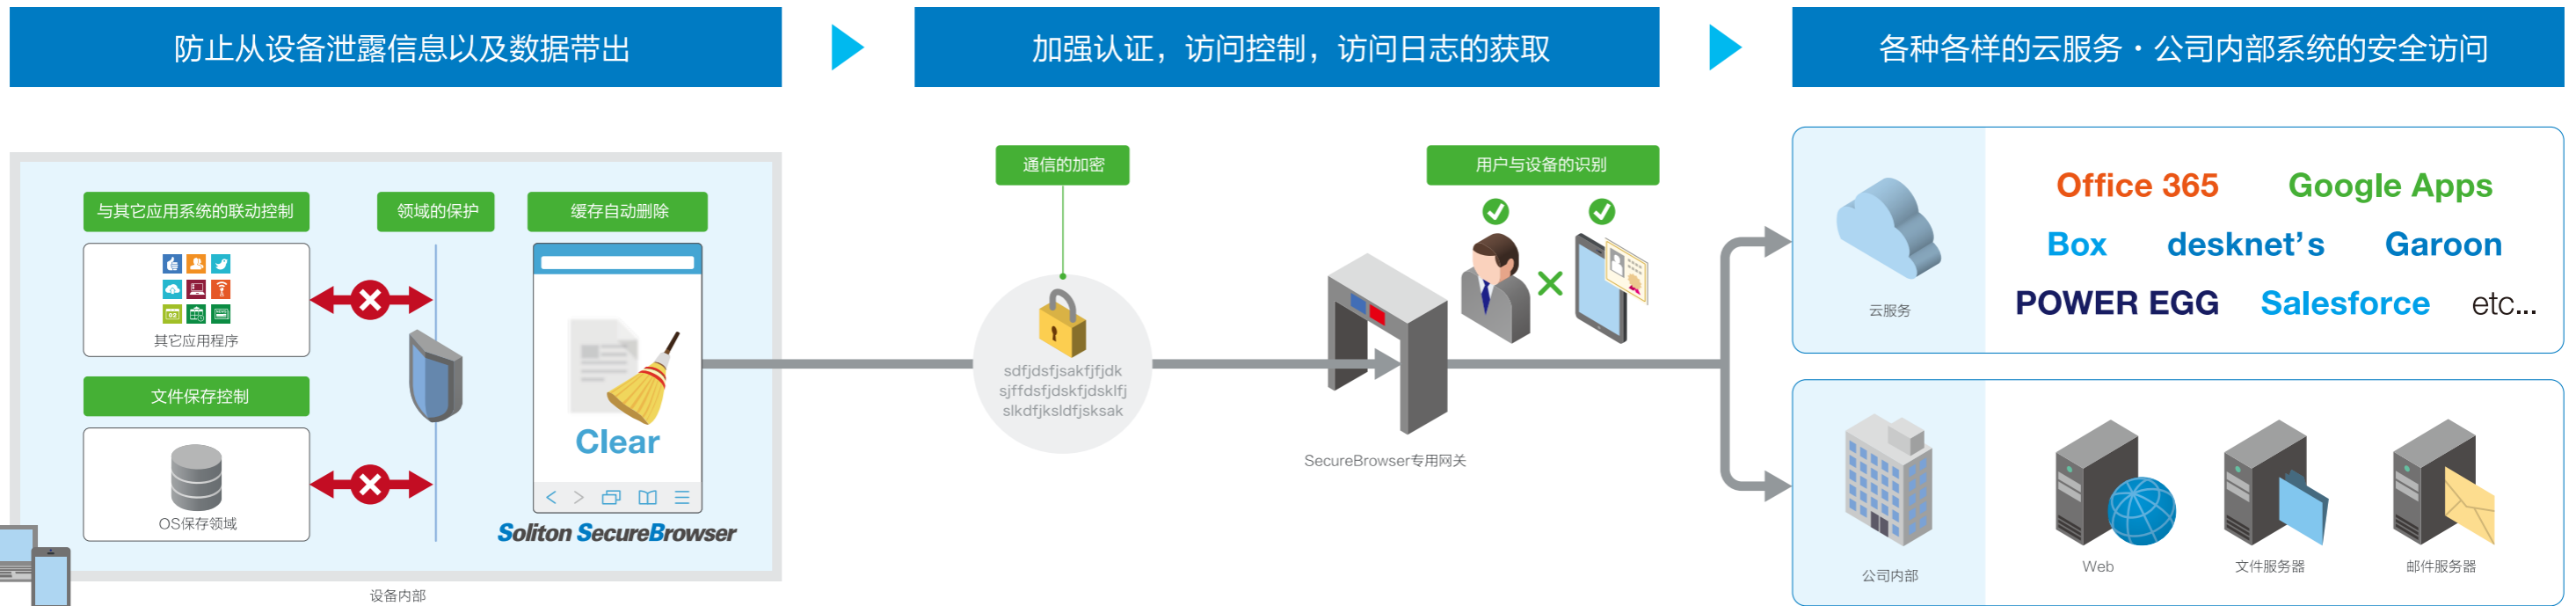 防止从设备泄露信息以及数据带出
加强认证，访问控制，访问日志的获取
各种各样的云服务・公司内部系统的安全访问
与其它应用系统的联动控制
领域的保护
缓存自动删除
其它应用程序
文件保存控制
OS保存领域
Clear
Soliton SecureBrowser
设备内部
通信的加密
sdfjdsfjsakfjfjdk
sjffdsfjdskfjdsklfj
slkdfjksldfjsksak
用户与设备的识别
SecureBrowser专用网关
云服务
Office 365 Google Apps
Box desknet’s Garoon
POWER EGG Salesforce etc...
公司内部
Web
文件服务器
邮件服务器